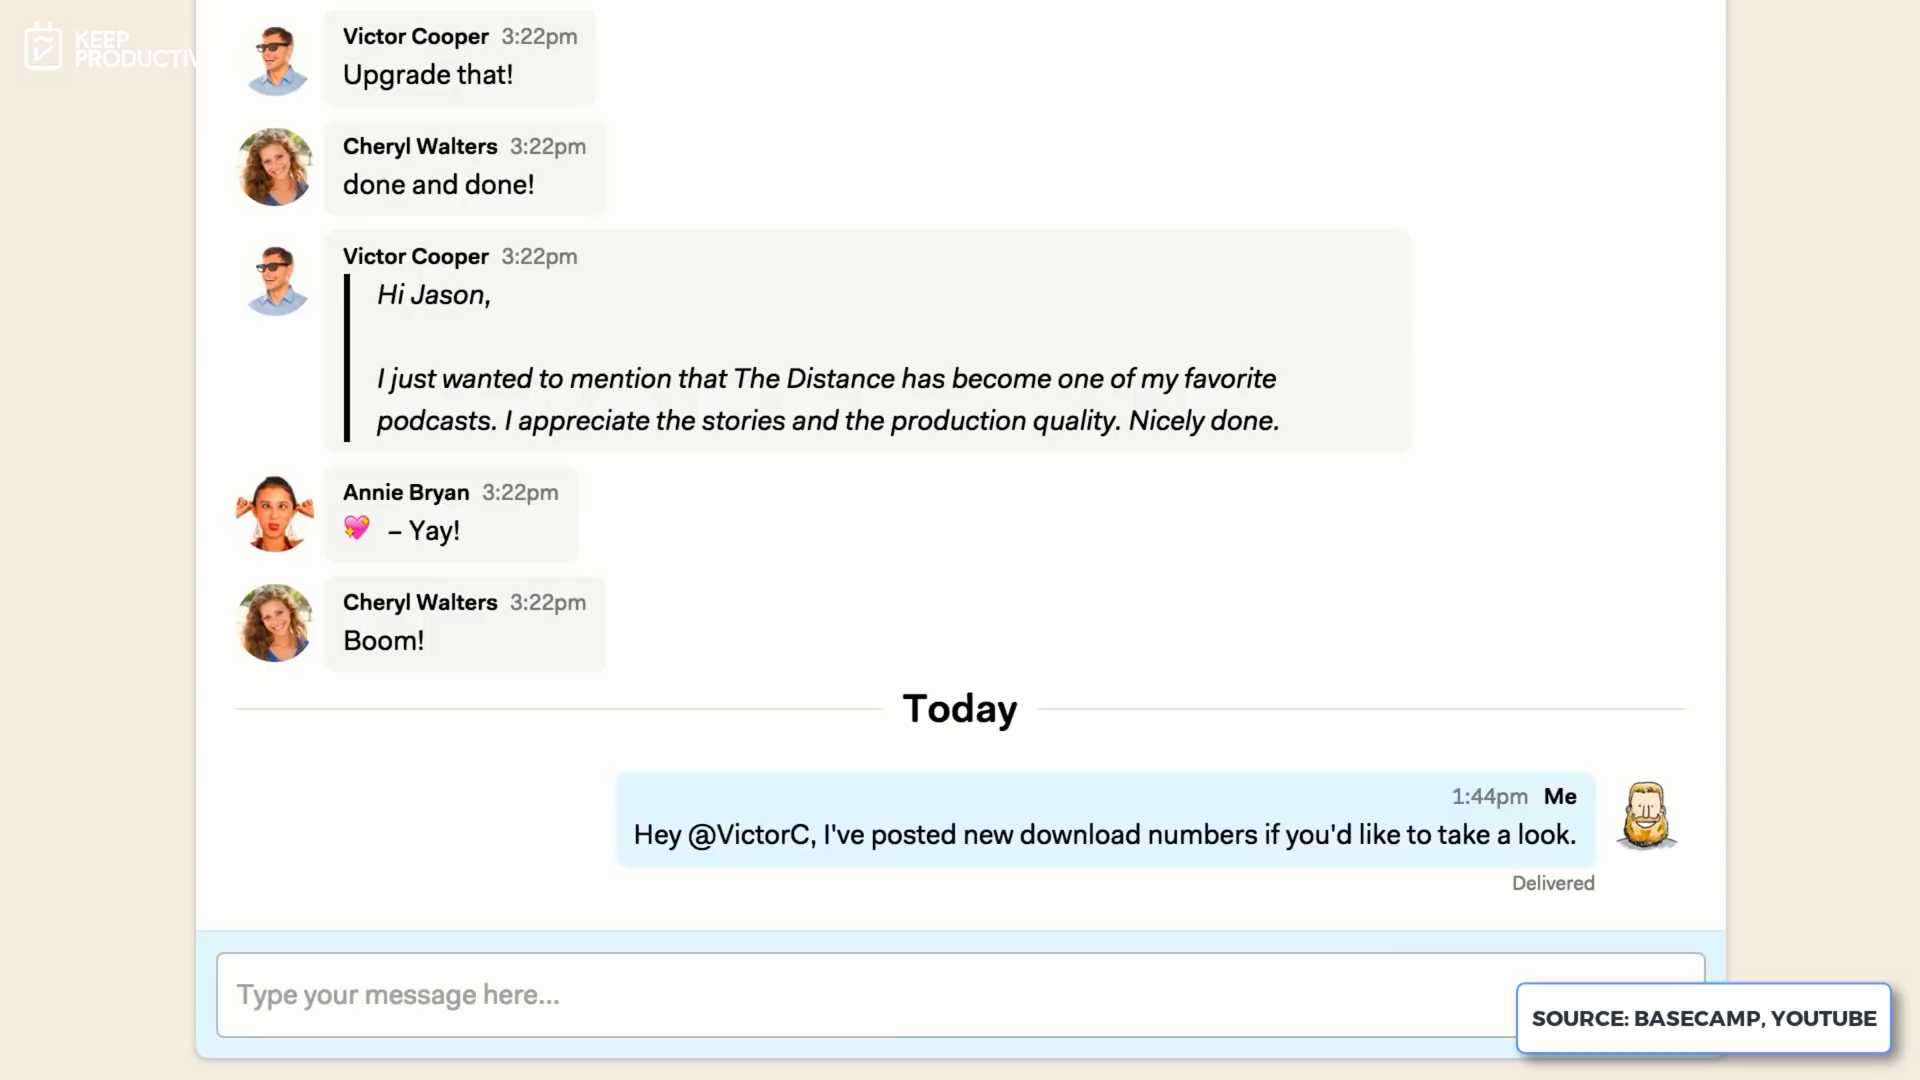 KEEP
PRODUCTIVE
Victor Cooper 3:22pm
Upgrade that!
Cheryl Walters 3:22pm
done and done!
Victor Cooper 3:22pm
Hi Jason,
I just wanted to mention that The Distance has become one of my favorite
podcasts. I appreciate the stories and the production quality. Nicely done.
Annie Bryan 3:22pm
💖 – Yay!
Cheryl Walters 3:22pm
Boom!
Today
1:44pm Me
Hey @VictorC, I've posted new download numbers if you'd like to take a look.
Delivered
Type your message here...
SOURCE: BASECAMP, YOUTUBE